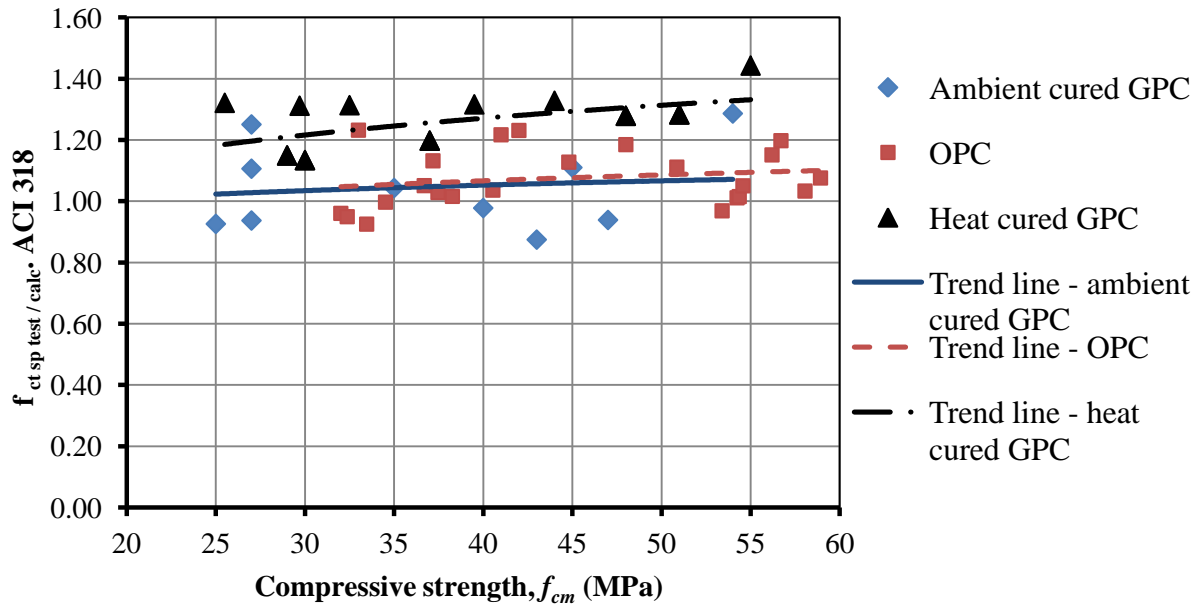 1.60
1.40
1.20
1.00
0.80
0.60
0.40
0.20
0.00
f ct sp test / calc. ACI 318
20 25 30 35 40 45 50 55 60
Compressive strength, fcm (MPa)
Ambient cured GPC
OPC
Heat cured GPC
Trend line - ambient
cured GPC
Trend line - OPC
Trend line - heat
cured GPC